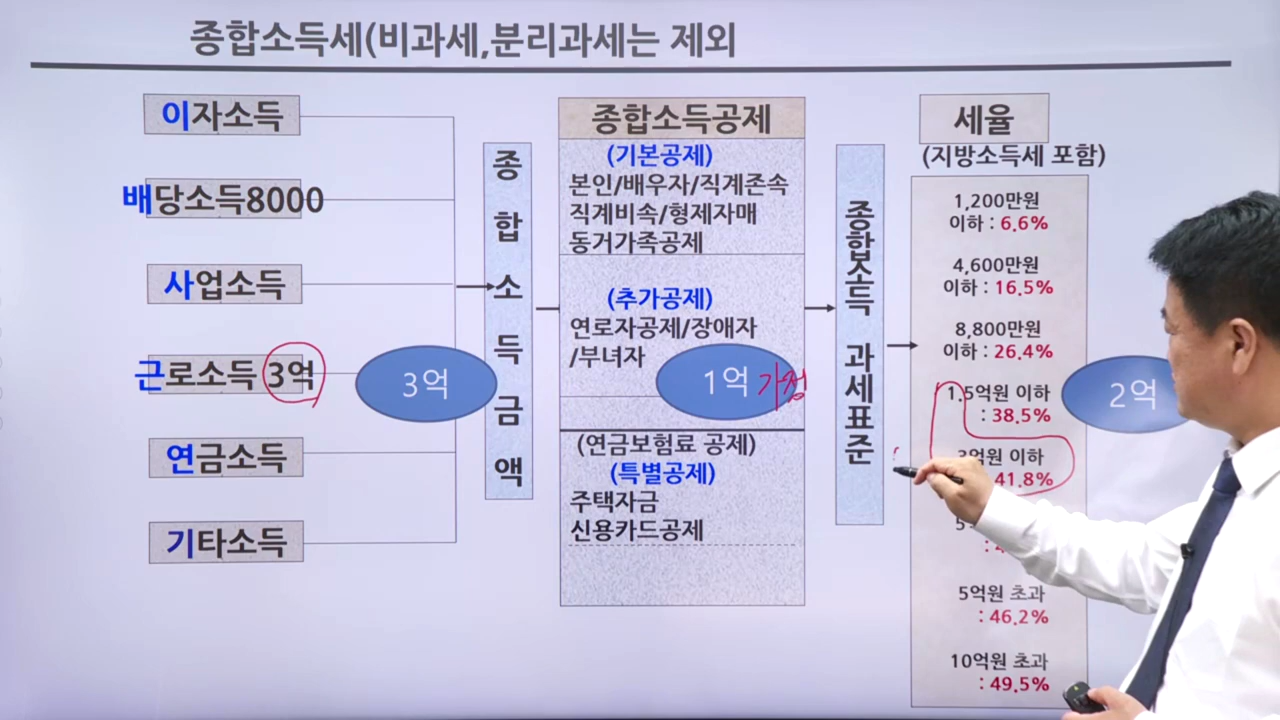 종합소득세(비과세,분리과세는 제외
이자소득
배당소득8000
사업소득
근로소득 3억
연금소득
기타소득
3억
종합소득금액
종합소득공제
(기본공제)
본인/배우자/직계존속
직계비속/형제자매
동거가족공제
(추가공제)
연로자공제/장애자
/부녀자
1억 가정
(연금보험료 공제)
(특별공제)
주택자금
신용카드공제
종합소득 과세표준
세율
(지방소득세 포함)
1,200만원
이하 : 6.6%
4,600만원
이하 : 16.5%
8,800만원
이하 : 26.4%
1.5억원 이하
: 38.5%
2억
3억원 이하
41.8%
5억원 초과
: 46.2%
10억원 초과
: 49.5%